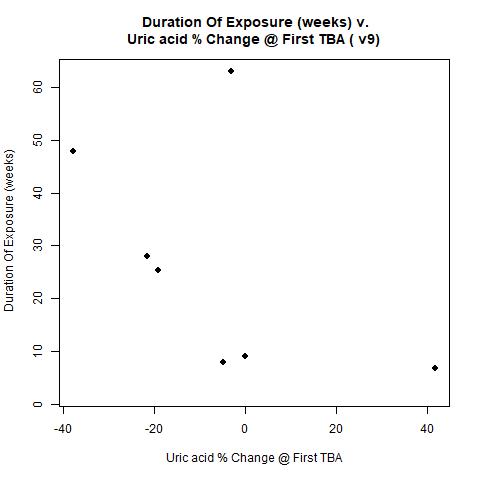 Duration Of Exposure (weeks) v.
Uric acid % Change @ First TBA ( v9)
Duration Of Exposure (weeks)
60
50
40
30
20
10
0
-40 -20 0 20 40
Uric acid % Change @ First TBA